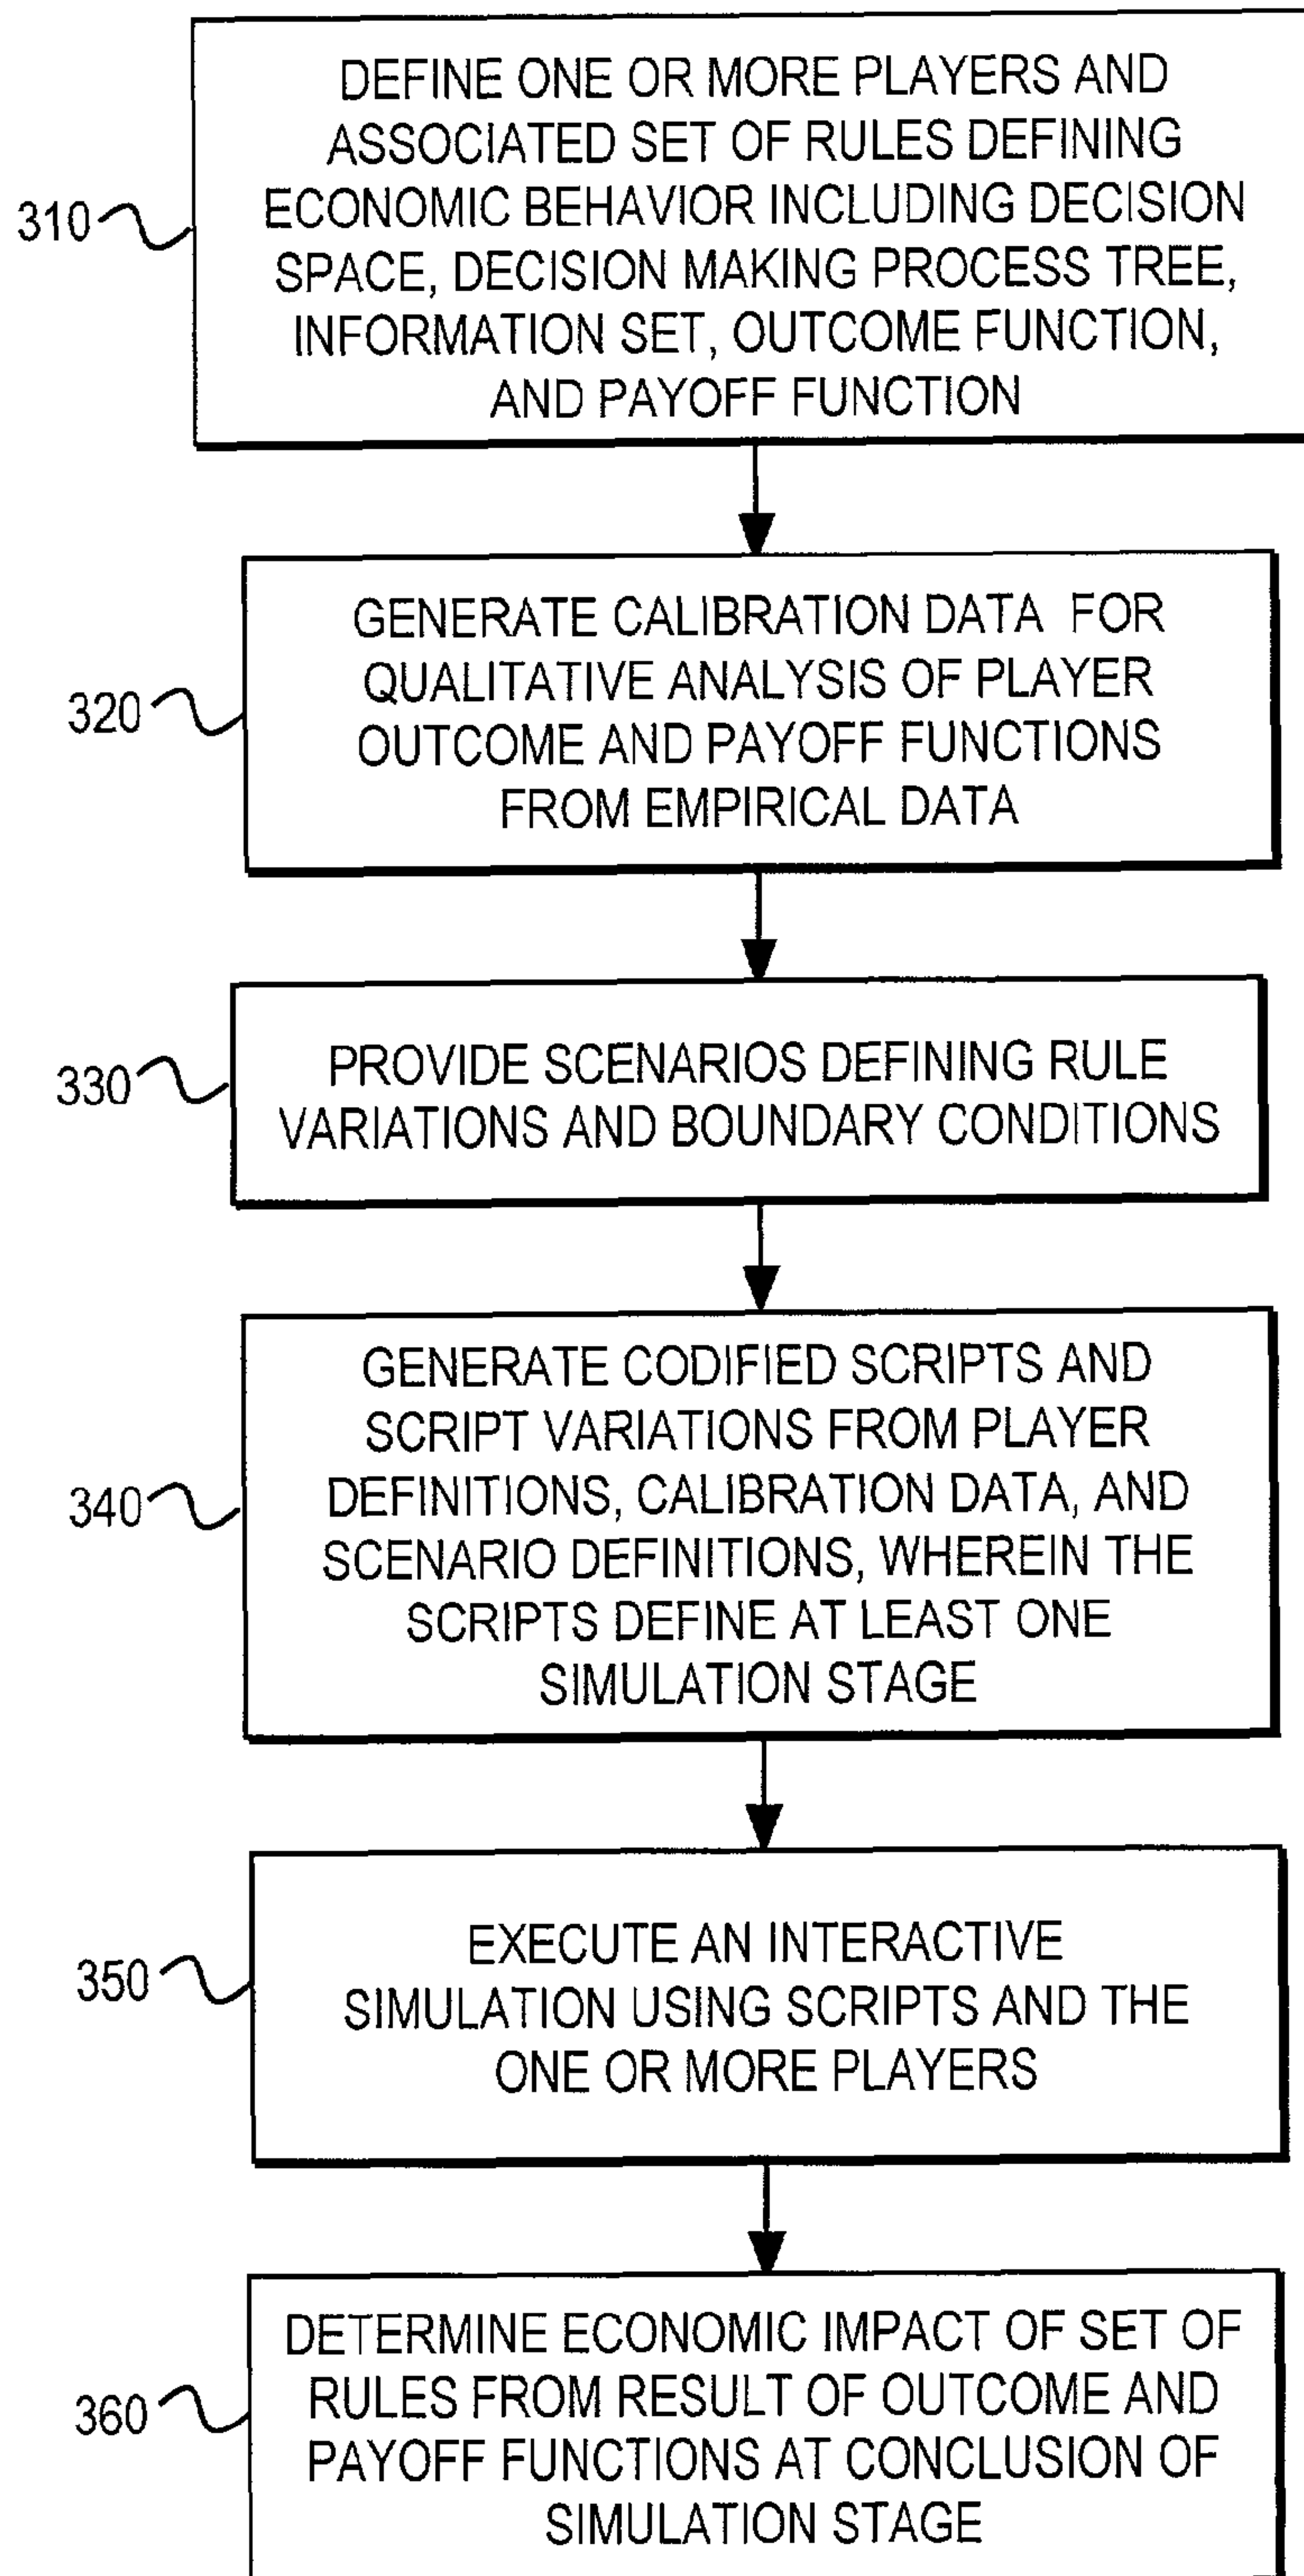 DEFINE ONE OR MORE PLAYERS AND
ASSOCIATED SET OF RULES DEFINING
ECONOMIC BEHAVIOR INCLUDING DECISION
SPACE, DECISION MAKING PROCESS TREE,
INFORMATION SET, OUTCOME FUNCTION,
AND PAYOFF FUNCTION
310
GENERATE CALIBRATION DATA FOR
QUALITATIVE ANALYSIS OF PLAYER
OUTCOME AND PAYOFF FUNCTIONS
FROM EMPIRICAL DATA
320
PROVIDE SCENARIOS DEFINING RULE
VARIATIONS AND BOUNDARY CONDITIONS
330
GENERATE CODIFIED SCRIPTS AND
SCRIPT VARIATIONS FROM PLAYER
DEFINITIONS, CALIBRATION DATA, AND
SCENARIO DEFINITIONS, WHEREIN THE
SCRIPTS DEFINE AT LEAST ONE
SIMULATION STAGE
340
EXECUTE AN INTERACTIVE
SIMULATION USING SCRIPTS AND THE
ONE OR MORE PLAYERS
350
DETERMINE ECONOMIC IMPACT OF SET OF
RULES FROM RESULT OF OUTCOME AND
PAYOFF FUNCTIONS AT CONCLUSION OF
SIMULATION STAGE
360